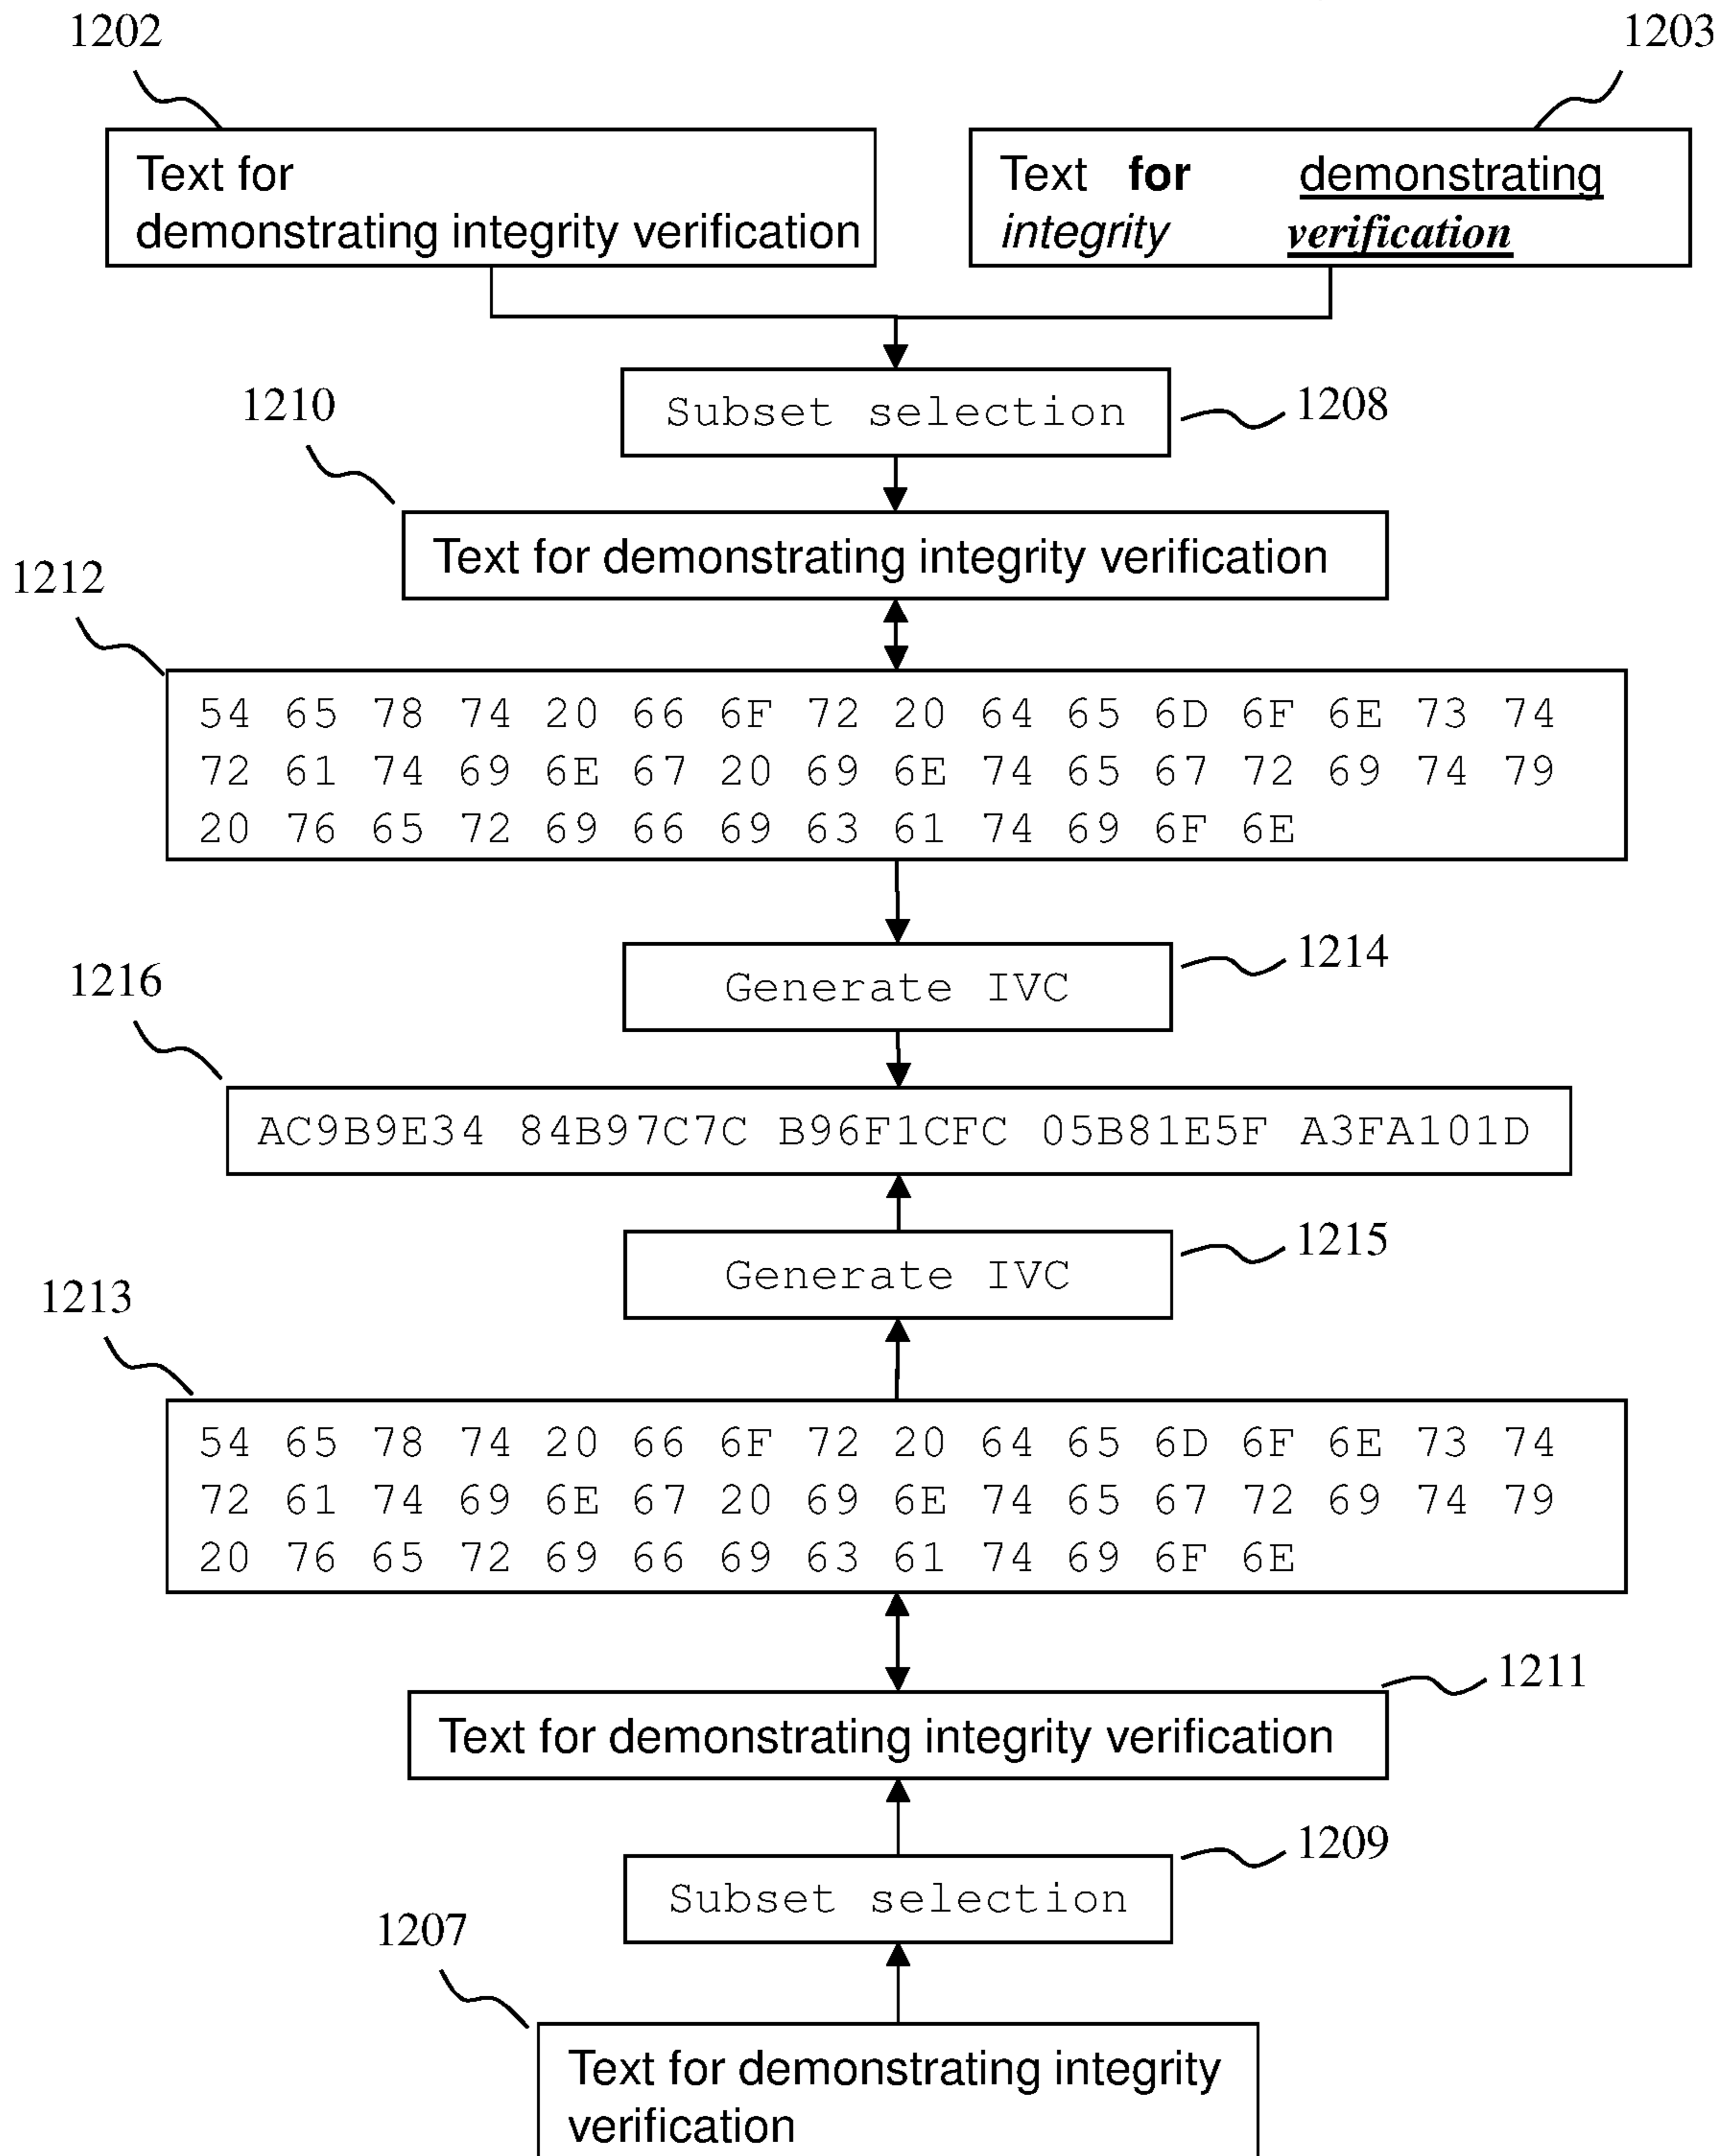 1202
1203
Text for
demonstrating integrity verification
Text for demonstrating
integrity verification
1210
Subset selection
1208
Text for demonstrating integrity verification
1212
54 65 78 74 20 66 6F 72 20 64 65 6D 6F 6E 73 74
72 61 74 69 6E 67 20 69 6E 74 65 67 72 69 74 79
20 76 65 72 69 66 69 63 61 74 69 6F 6E
1214
Generate IVC
1216
AC9B9E34 84B97C7C B96F1CFC 05B81E5F A3FA101D
1215
Generate IVC
1213
54 65 78 74 20 66 6F 72 20 64 65 6D 6F 6E 73 74
72 61 74 69 6E 67 20 69 6E 74 65 67 72 69 74 79
20 76 65 72 69 66 69 63 61 74 69 6F 6E
1211
Text for demonstrating integrity verification
1209
Subset selection
1207
Text for demonstrating integrity
verification